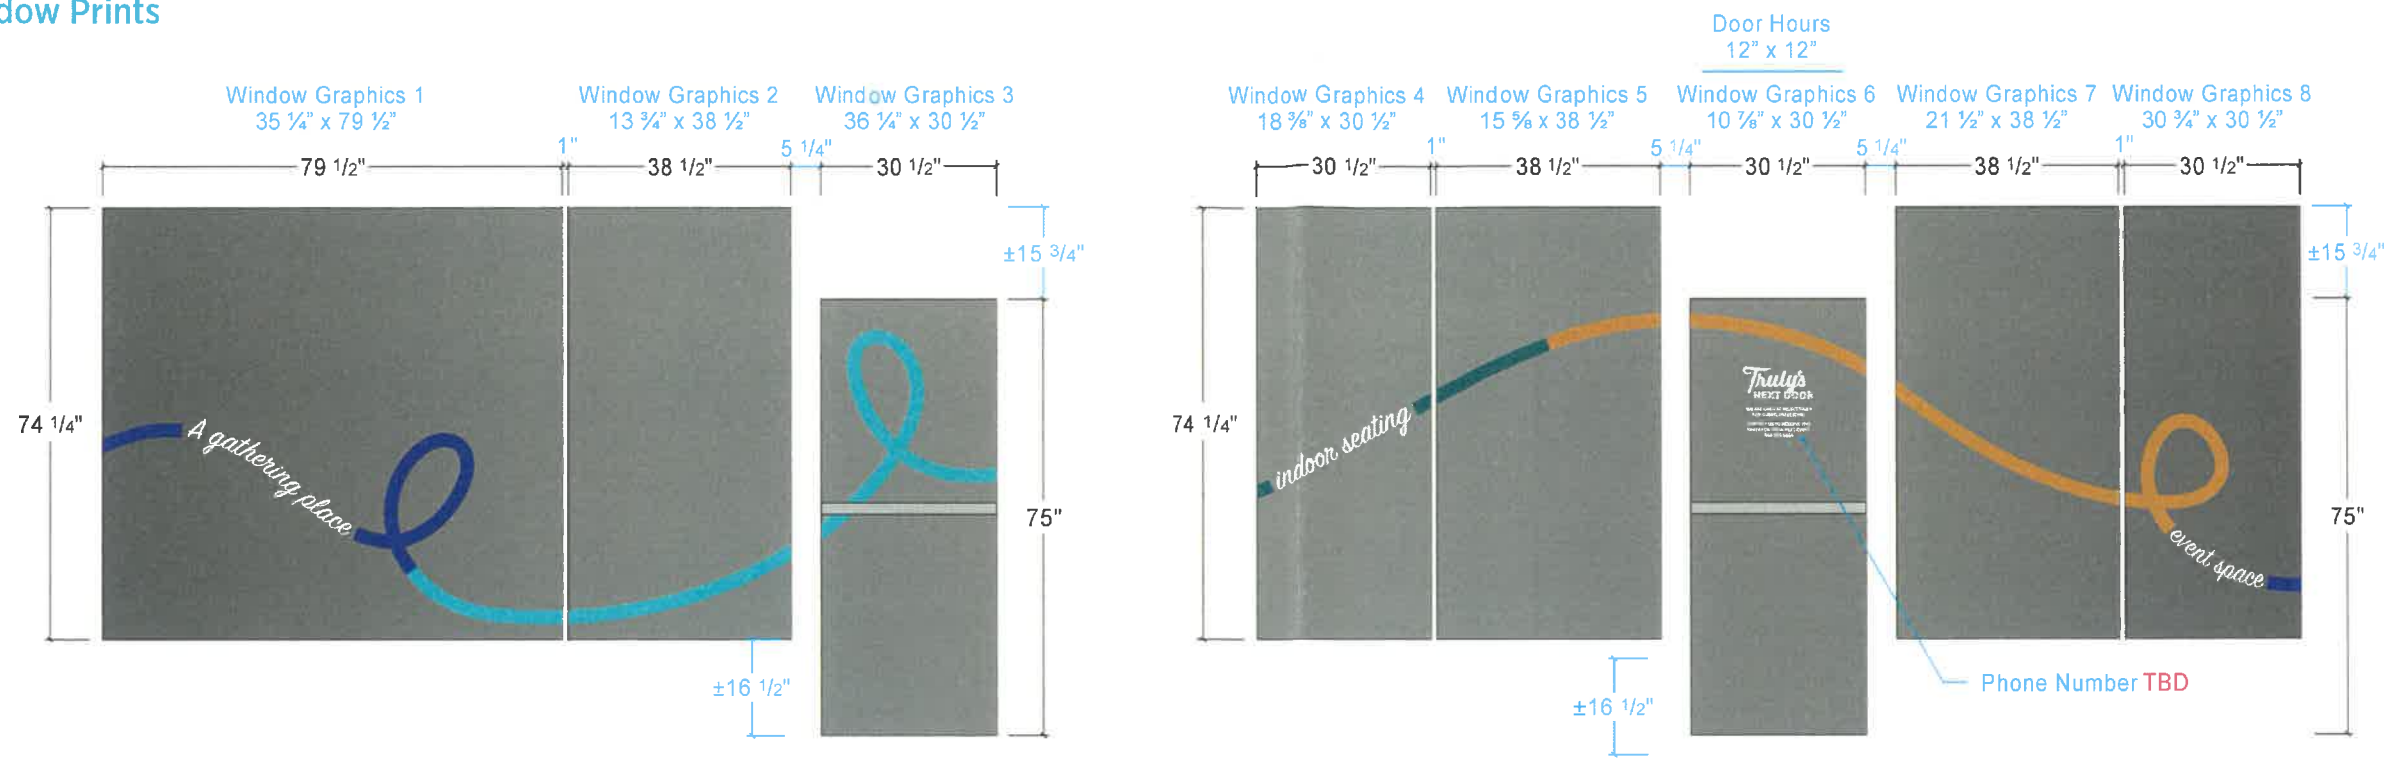 dow Prints
Door Hours
12" x 12"
Window Graphics 1
35 ¼" x 79 ½"
Window Graphics 2
13 ¾" x 38 ½"
Window Graphics 3
36 ¼" x 30 ½"
Window Graphics 4
18 ⅜" x 30 ½"
Window Graphics 5
15 ⅝ x 38 ½"
Window Graphics 6
10 ⅞" x 30 ½"
Window Graphics 7
21 ½" x 38 ½"
Window Graphics 8
30 ¾" x 30 ½"
79 1/2"
1"
38 1/2"
5 1/4"
30 1/2"
30 1/2"
1"
38 1/2"
5 1/4"
30 1/2"
5 1/4"
38 1/2"
1"
30 1/2"
±15 3/4"
±15 3/4"
74 1/4"
A gathering place
75"
74 1/4"
indoor seating
Truly's
NEXT DOOR
event space
75"
±16 1/2"
±16 1/2"
Phone Number TBD